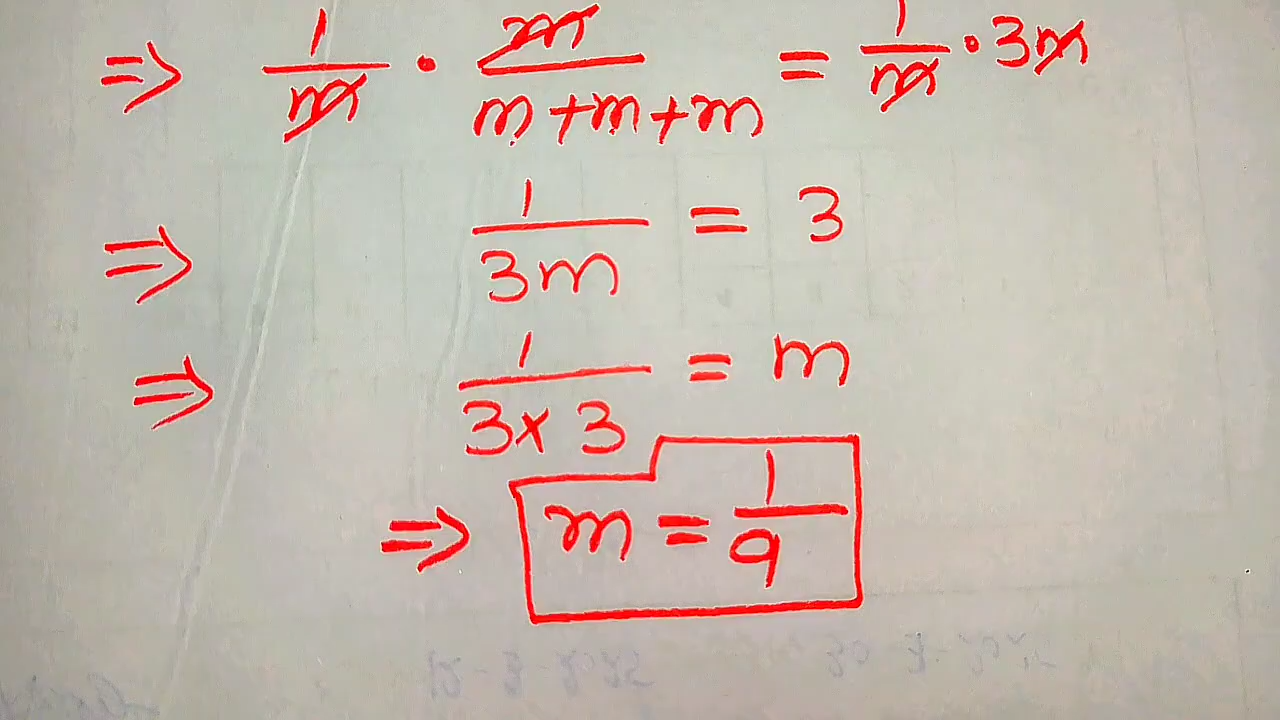 ⇒ 1/m · m/(m+m+m) = 1/m · 3m
⇒ 1/3m = 3
⇒ 1/(3×3) = m
⇒ m = 1/9